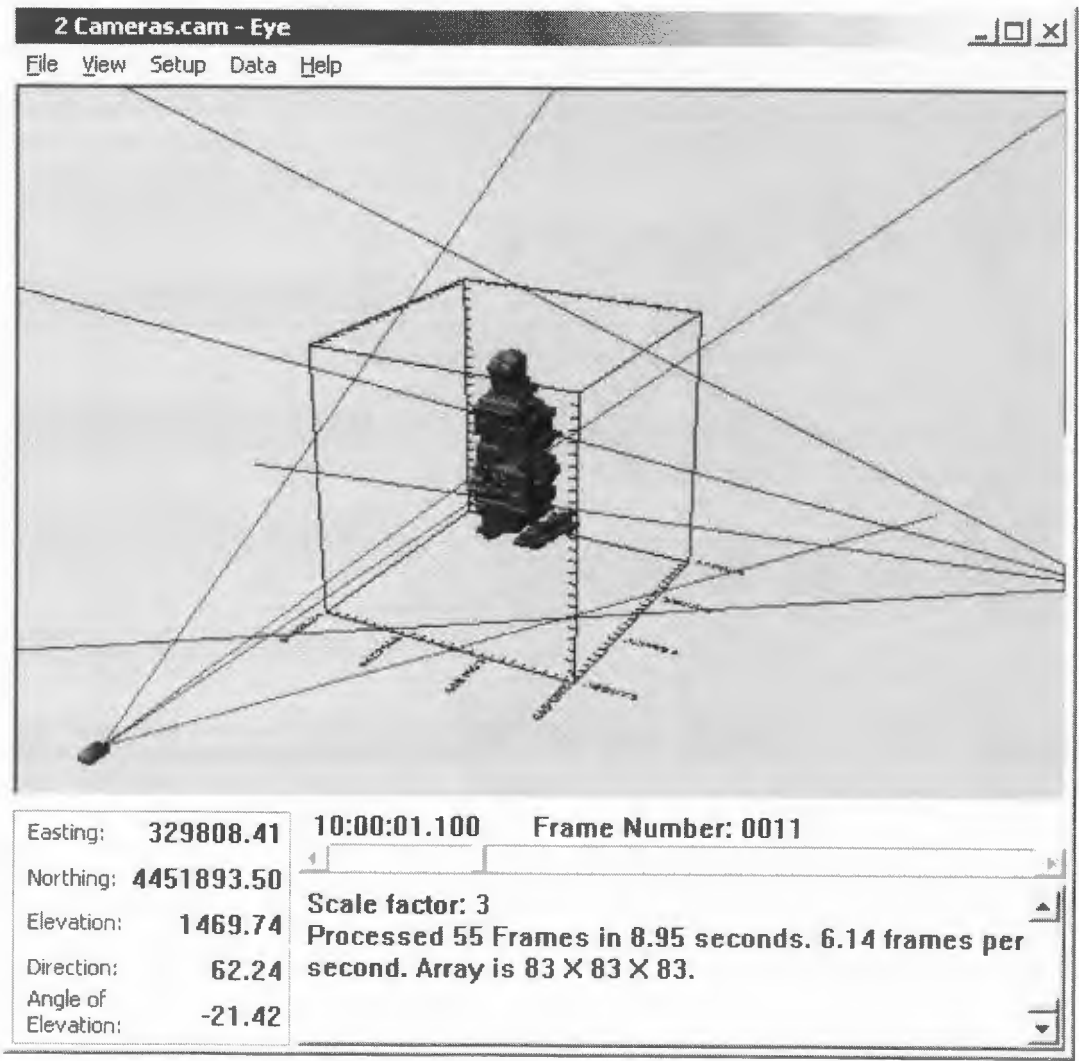 2 Cameras.cam - Eye
File View Setup Data Help
Easting: 329808.41
Northing: 4451893.50
Elevation: 1469.74
Direction: 62.24
Angle of
Elevation: -21.42
10:00:01.100 Frame Number: 0011
Scale factor: 3
Processed 55 Frames in 8.95 seconds. 6.14 frames per
second. Array is 83 X 83 X 83.